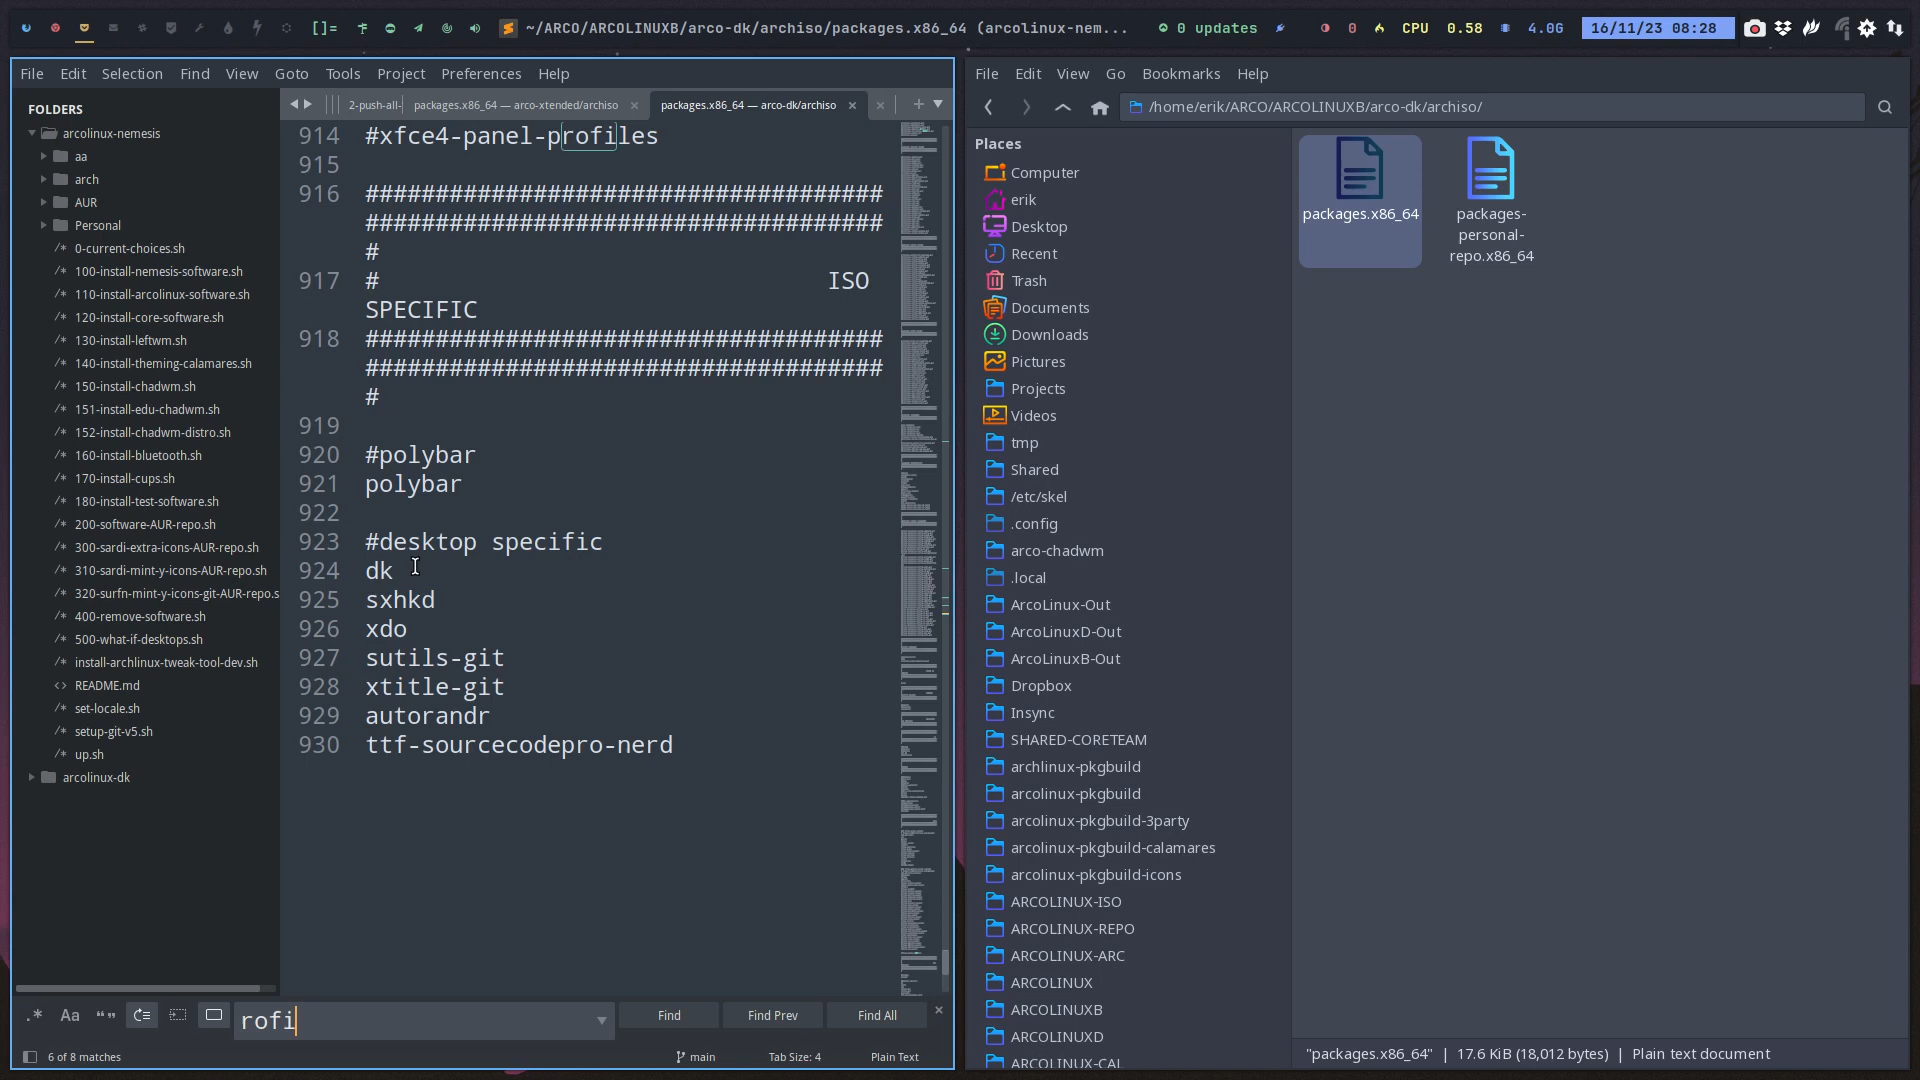 []=
~/ARCO/ARCOLINUXB/arco-dk/archiso/packages.x86_64 (arcolinux-nem...
0 updates
0
CPU 0.58
4.0G
16/11/23 08:28
File Edit Selection Find View Goto Tools Project Preferences Help
FOLDERS
arcolinux-nemesis
aa
arch
AUR
Personal
0-current-choices.sh
100-install-nemesis-software.sh
110-install-arcolinux-software.sh
120-install-core-software.sh
130-install-leftwm.sh
140-install-theming-calamares.sh
150-install-chadwm.sh
151-install-edu-chadwm.sh
152-install-chadwm-distro.sh
160-install-bluetooth.sh
170-install-cups.sh
180-install-test-software.sh
200-software-AUR-repo.sh
300-sardi-extra-icons-AUR-repo.sh
310-sardi-mint-y-icons-AUR-repo.sh
320-surfn-mint-y-icons-git-AUR-repo.s
400-remove-software.sh
500-what-if-desktops.sh
install-archlinux-tweak-tool-dev.sh
README.md
set-locale.sh
setup-git-v5.sh
up.sh
arcolinux-dk
2-push-all-
packages.x86_64 — arco-xtended/archiso
packages.x86_64 — arco-dk/archiso
914 #xfce4-panel-profiles
915
916 #####################################
#####################################
#
917 # ISO
SPECIFIC
918 #####################################
#####################################
#
919
920 #polybar
921 polybar
922
923 #desktop specific
924 dk
925 sxhkd
926 xdo
927 sutils-git
928 xtitle-git
929 autorandr
930 ttf-sourcecodepro-nerd
.* Aa “” rofi Find Find Prev Find All
6 of 8 matches
main
Tab Size: 4
Plain Text
File Edit View Go Bookmarks Help
/home/erik/ARCO/ARCOLINUXB/arco-dk/archiso/
Places
Computer
erik
Desktop
Recent
Trash
Documents
Downloads
Pictures
Projects
Videos
tmp
Shared
/etc/skel
.config
arco-chadwm
.local
ArcoLinux-Out
ArcoLinuxD-Out
ArcoLinuxB-Out
Dropbox
Insync
SHARED-CORETEAM
archlinux-pkgbuild
arcolinux-pkgbuild
arcolinux-pkgbuild-3party
arcolinux-pkgbuild-calamares
arcolinux-pkgbuild-icons
ARCOLINUX-ISO
ARCOLINUX-REPO
ARCOLINUX-ARC
ARCOLINUX
ARCOLINUXB
ARCOLINUXD
ARCOLINUX-CAL
packages.x86_64
packages-
personal-
repo.x86_64
"packages.x86_64" | 17.6 KiB (18,012 bytes) | Plain text document